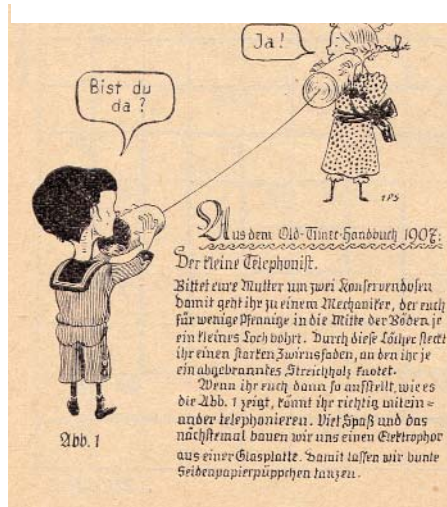 Ja!
Bist du
da?
Aus dem Old-Timer-Handbuch 1907:
Der kleine Telephonist.
Bittet eure Mutter um zwei Konservendosen
Damit geht ihr zu einem Mechaniker, der euch
für wenige Pfennige in die Mitte der Böden je
ein kleines Loch bohrt. Durch diese Löcher steckt
ihr einen starken Zwirnsfaden, an den ihr je
ein abgebranntes Streichholz knotet.
Wenn ihr euch dann so aufstellt, wie es
die Abb. 1 zeigt, könnt ihr richtig mitein=
ander telephonieren. Viel Spaß und das
nächstemal bauen wir uns einen Elektrophor
aus einer Glasplatte. Damit lassen wir bunte
Seidenpapierpüppchen tanzen.
Abb. 1